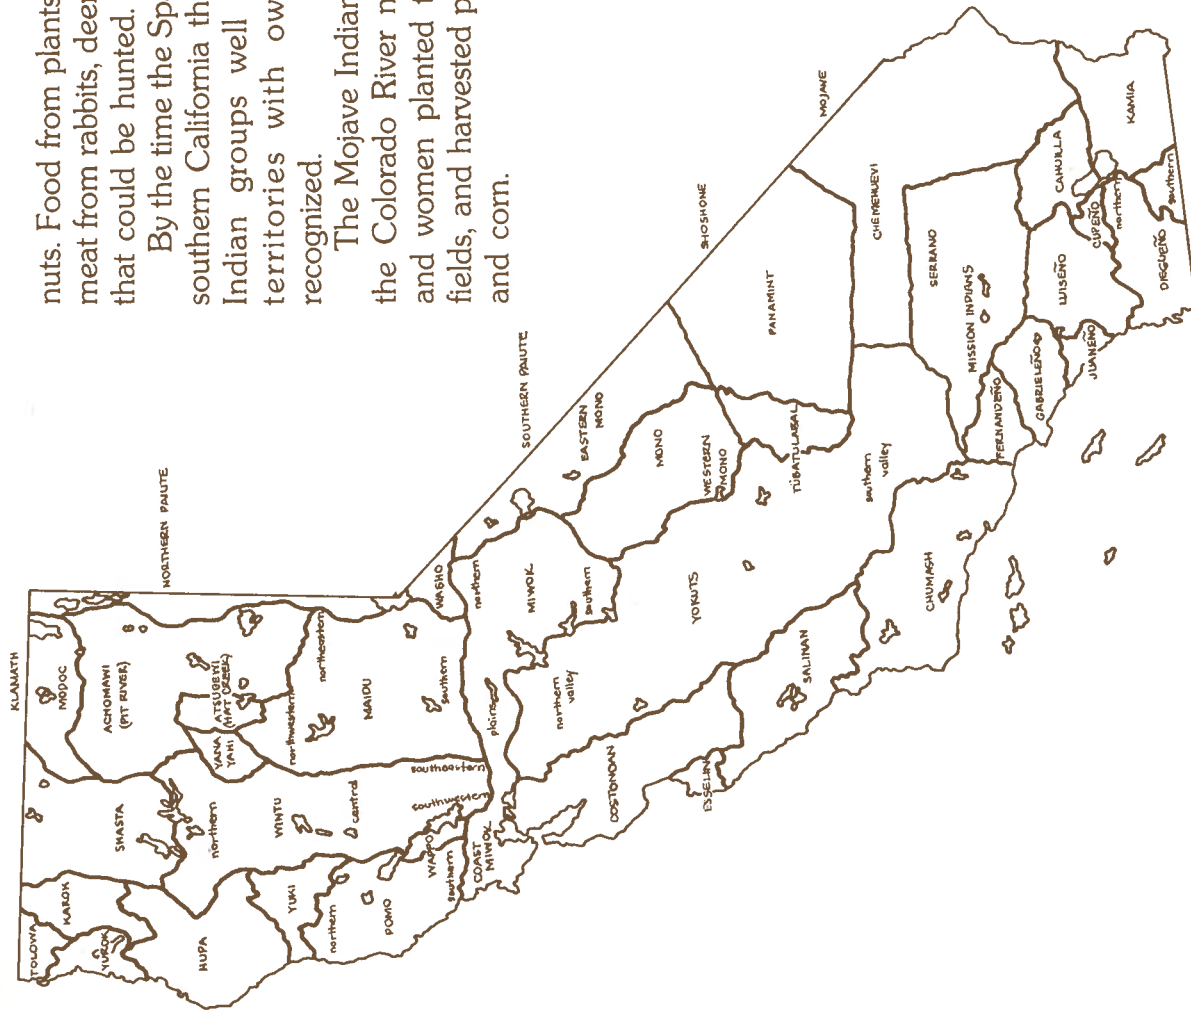 nuts. Food from plants
meat from rabbits, deer
that could be hunted.
By the time the Sp
southern California th
Indian groups well
territories with ow
recognized.
The Mojave Indian
the Colorado River n
and women planted t
fields, and harvested p
and corn.
KLAMATH
NORTHERN PAIUTE
SOUTHERN PAIUTE
SHOSHONE
MOJAVE
TOLOWA
KAROK
YUROK
SHASTA
MODOC
ACHOMAWI
(PIT RIVER)
ATSUGEWI
(HAT CREEK)
YANA
YAHI
HUPA
northern
WINTU
central
southeastern
southwestern
northwestern
northeastern
MAIDU
southern
YUKI
northern
POMO
southern
WAPPO
COAST
MIWOK
WASHO
northern
MIWOK
plains
southern
northern
valley
COSTONOAN
ESSELIN
YOKUTS
southern
valley
EASTERN
MONO
MONO
WESTERN
MONO
TÜBATULABAL
PANAMINT
SALINAN
CHUMASH
CHEMEHUEVI
SERRANO
MISSION INDIANS
FERNANDEÑO
GABRIELEÑO
JUANEÑO
LUISEÑO
CAHUILLA
CUPEÑO
northern
DIEGUEÑO
southern
KAMIA